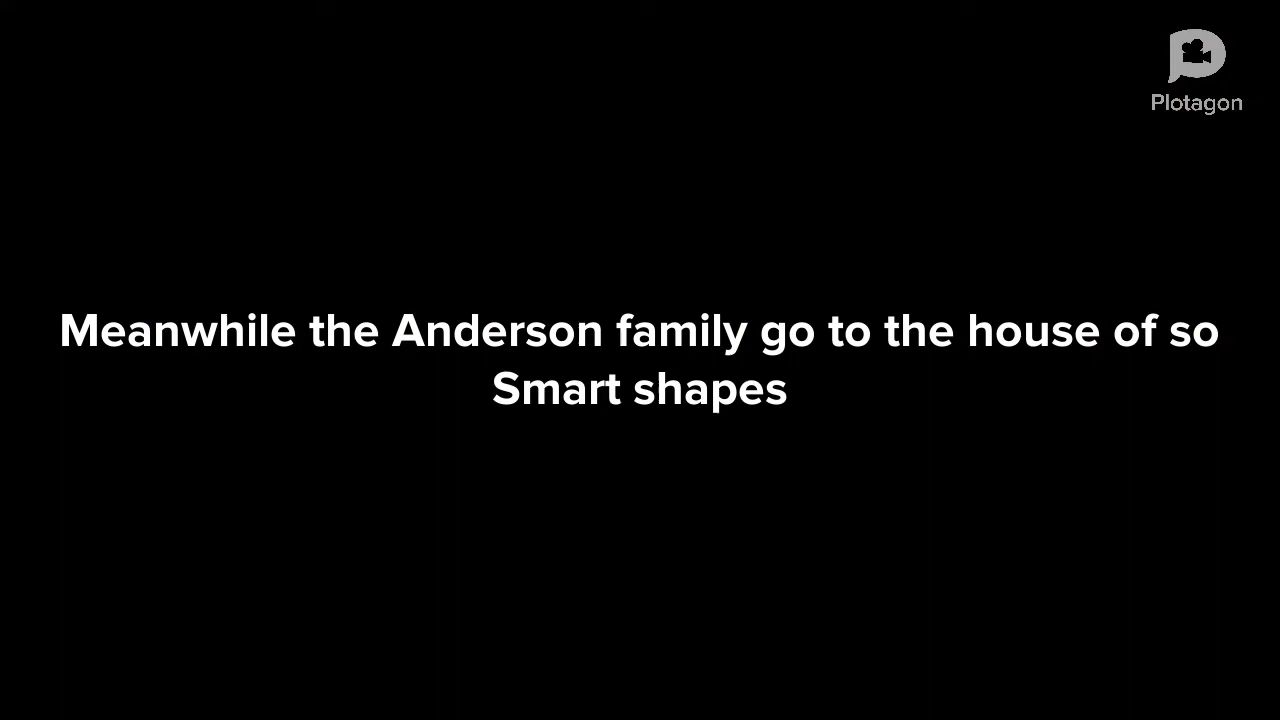 Plotagon
Meanwhile the Anderson family go to the house of so
Smart shapes